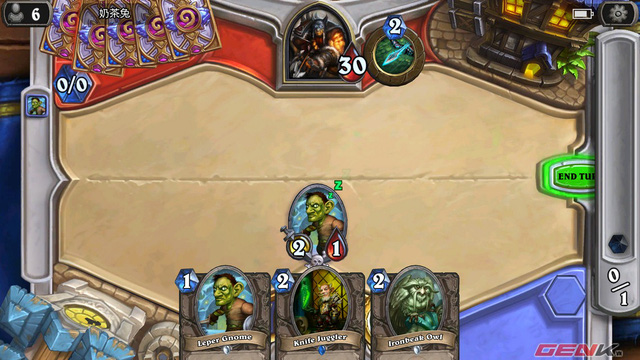 6
奶茶兔
2
30
0/0
END TU
2
1
1
Leper Gnome
2
Knife Juggler
2
Ironbeak Owl
0/1
GENK